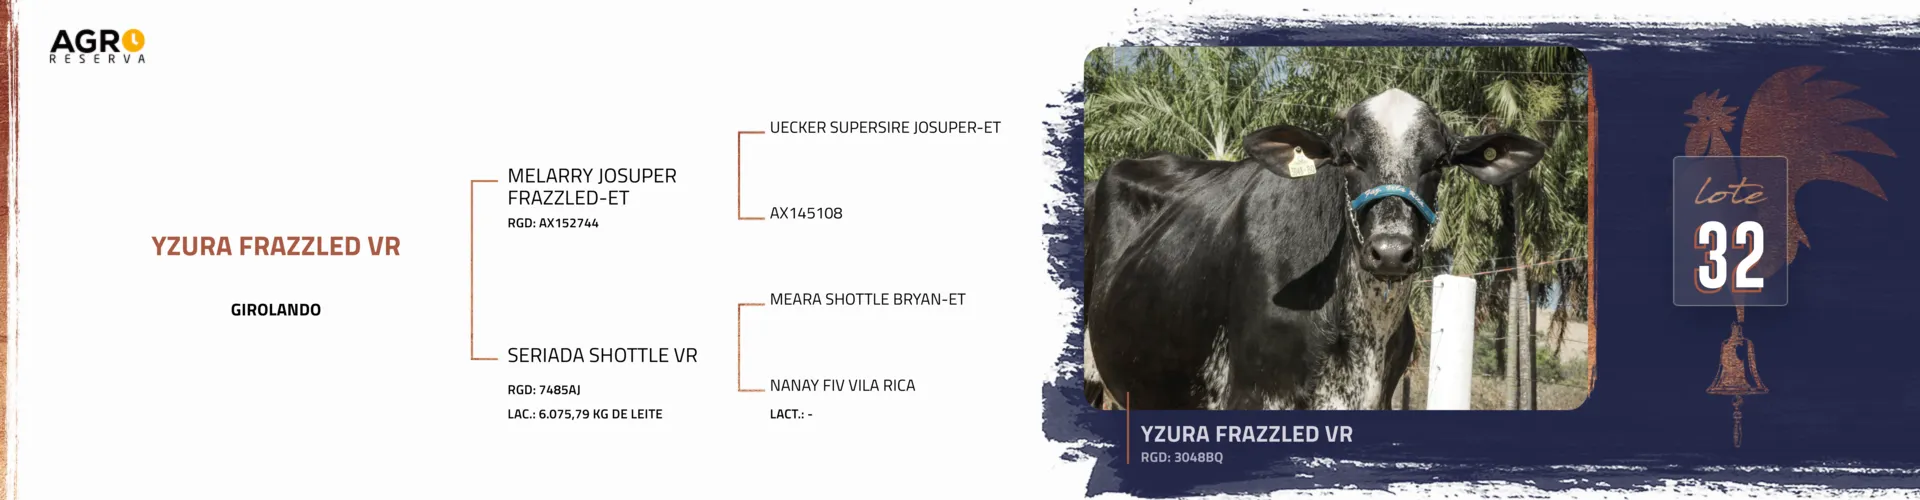 AGRO
RESERVA
YZURA FRAZZLED VR
GIROLANDO
MELARRY JOSUPER
FRAZZLED-ET
RGD: AX152744
SERIADA SHOTTLE VR
RGD: 7485AJ
LAC.: 6.075,79 KG DE LEITE
UECKER SUPERSIRE JOSUPER-ET
AX145108
MEARA SHOTTLE BRYAN-ET
NANAY FIV VILA RICA
LACT.: -
lote
32
YZURA FRAZZLED VR
RGD: 3048BQ